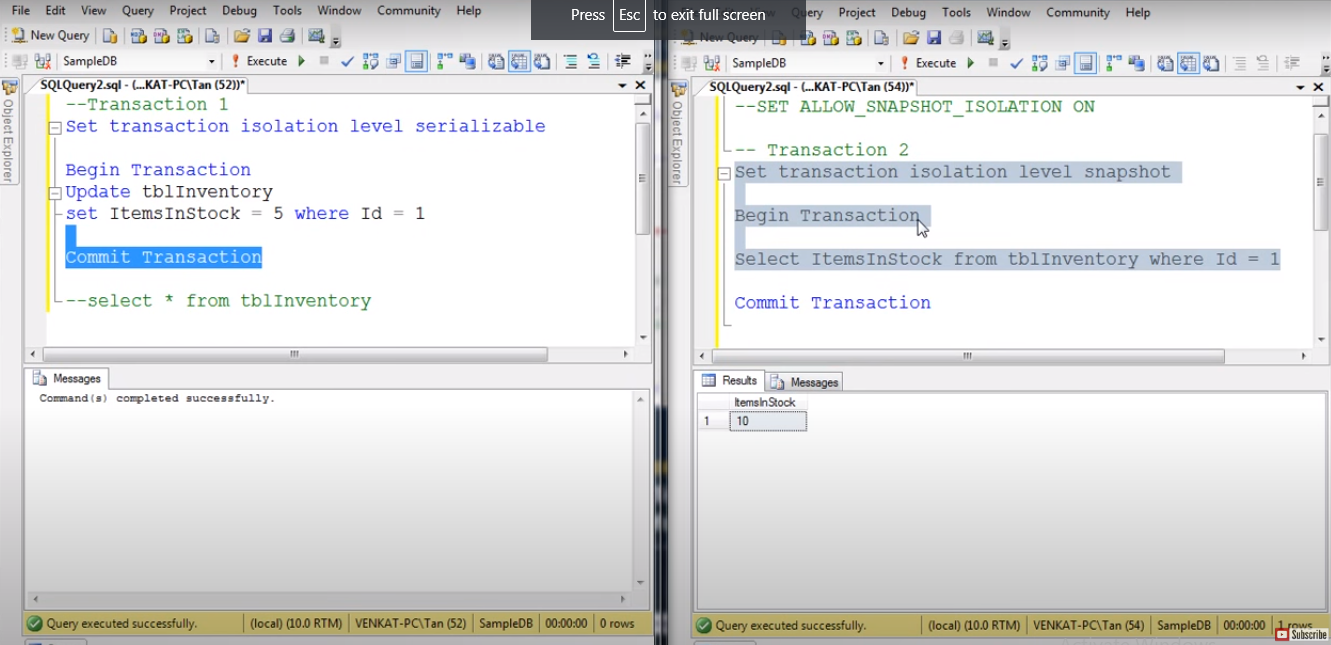 Press Esc to exit full screen
File Edit View Query Project Debug Tools Window Community Help
New Query
SampleDB
Execute
SQLQuery2.sql - (...KAT-PC\Tan (52))*
Object Explorer
--Transaction 1
Set transaction isolation level serializable
Begin Transaction
Update tblInventory
set ItemsInStock = 5 where Id = 1
Commit Transaction
--select * from tblInventory
Messages
Command(s) completed successfully.
Query executed successfully.
(local) (10.0 RTM)
VENKAT-PC\Tan (52)
SampleDB
00:00:00
0 rows
Query Project Debug Tools Window Community Help
New Query
SampleDB
Execute
SQLQuery2.sql - (...KAT-PC\Tan (54))*
Object Explorer
--SET ALLOW_SNAPSHOT_ISOLATION ON
-- Transaction 2
Set transaction isolation level snapshot
Begin Transaction
Select ItemsInStock from tblInventory where Id = 1
Commit Transaction
Results
Messages
ItemsInStock
1 10
Query executed successfully.
(local) (10.0 RTM)
VENKAT-PC\Tan (54)
SampleDB
00:00:00
1 rows
Subscribe